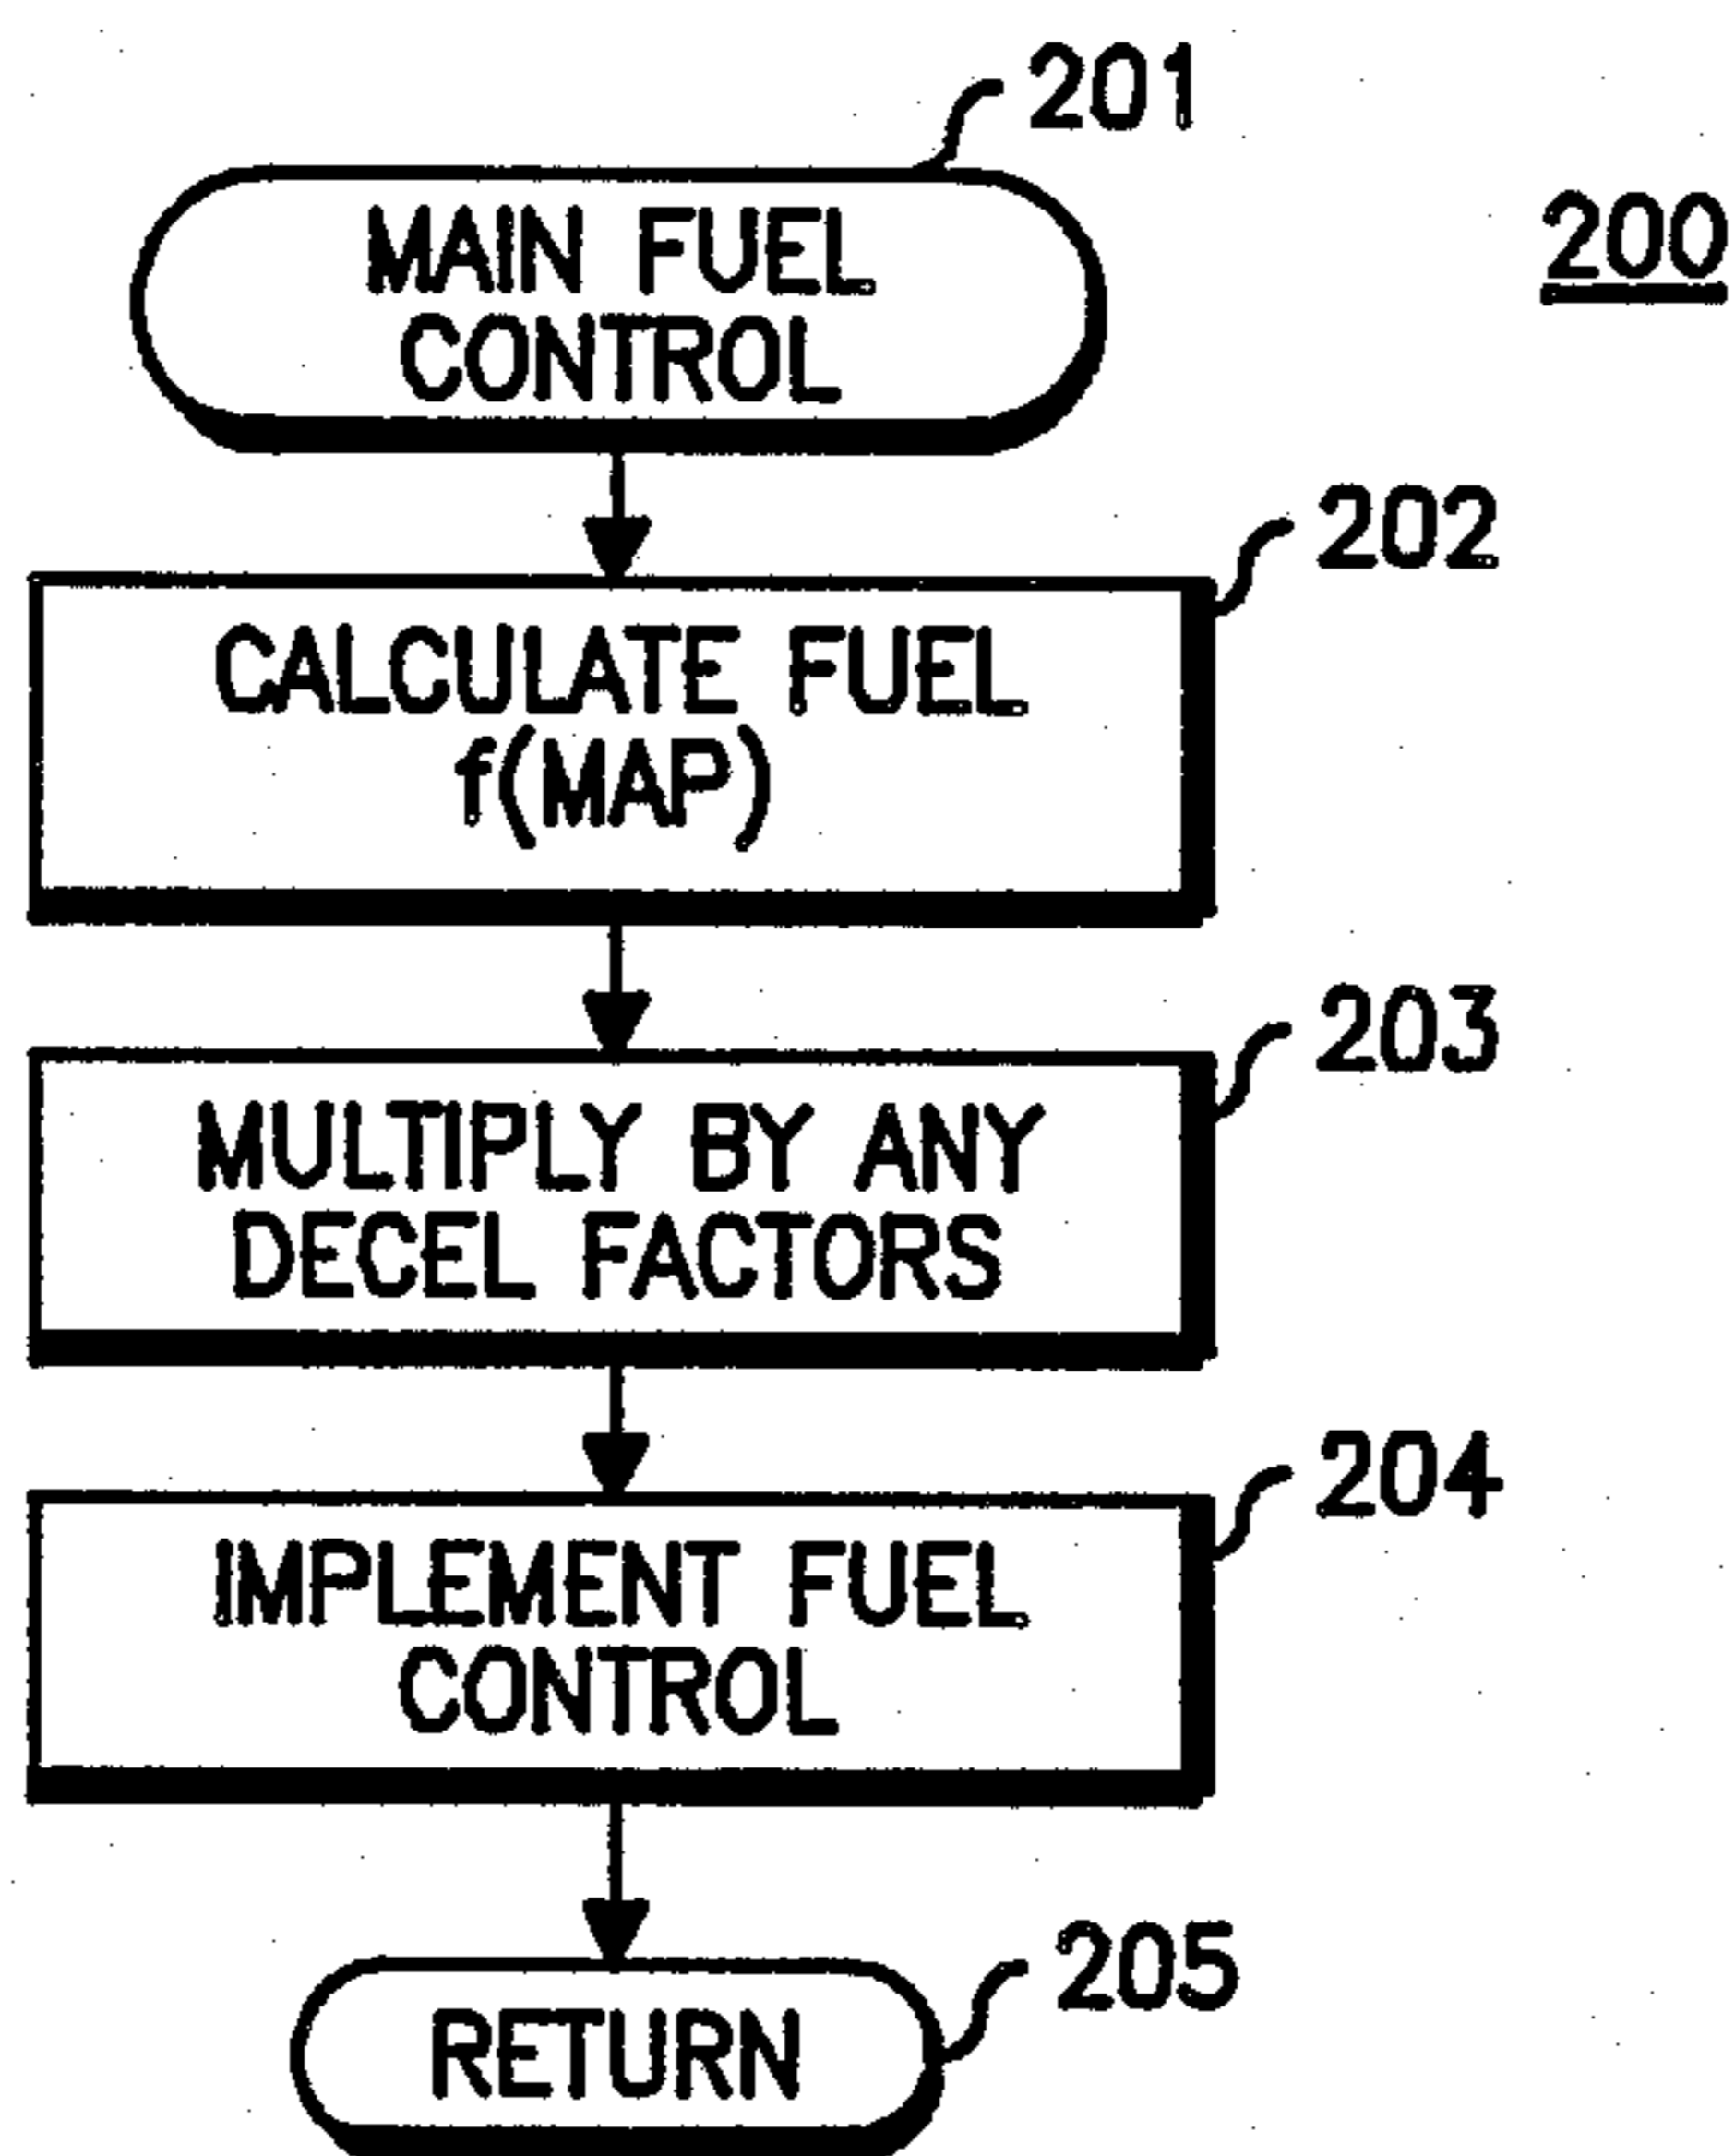 201
MAIN FUEL
CONTROL
200
202
CALCULATE FUEL
f(MAP)
203
MULTIPLY BY ANY
DECEL FACTORS
204
IMPLEMENT FUEL
CONTROL
205
RETURN